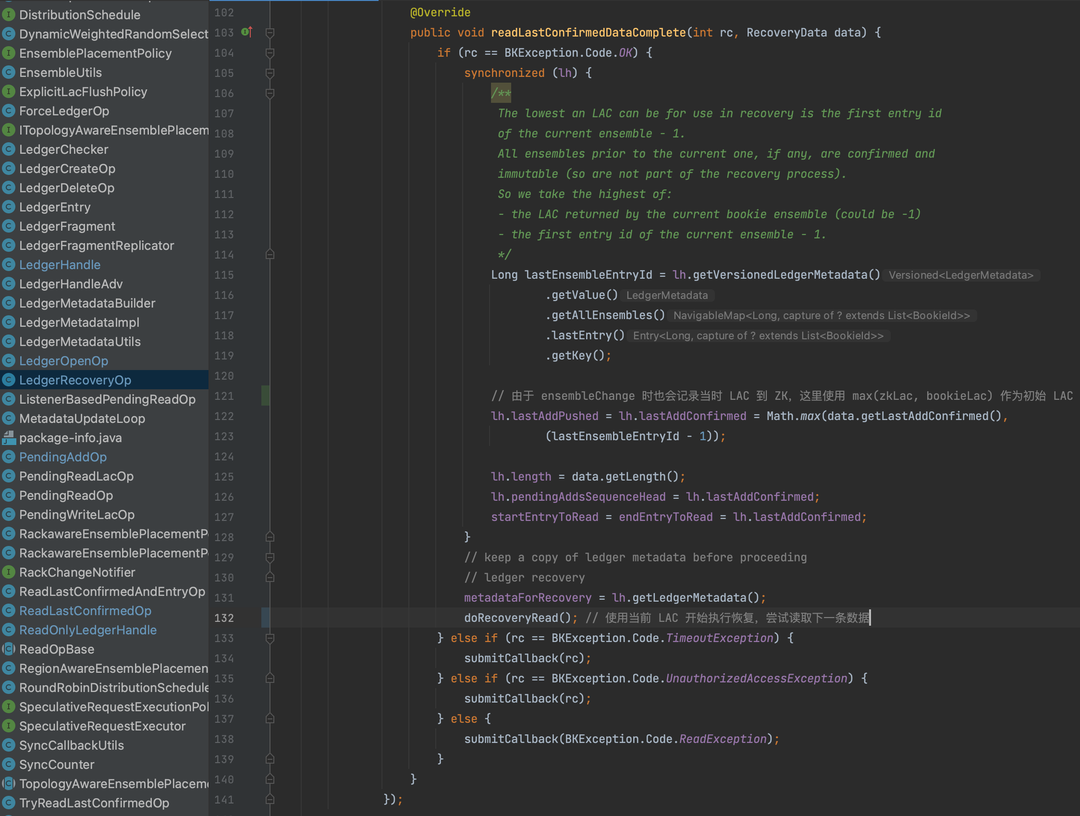 DistributionSchedule
DynamicWeightedRandomSelect
EnsemblePlacementPolicy
EnsembleUtils
ExplicitLacFlushPolicy
ForceLedgerOp
ITopologyAwareEnsemblePlacem
LedgerChecker
LedgerCreateOp
LedgerDeleteOp
LedgerEntry
LedgerFragment
LedgerFragmentReplicator
LedgerHandle
LedgerHandleAdv
LedgerMetadataBuilder
LedgerMetadataImpl
LedgerMetadataUtils
LedgerOpenOp
LedgerRecoveryOp
ListenerBasedPendingReadOp
MetadataUpdateLoop
package-info.java
PendingAddOp
PendingReadLacOp
PendingReadOp
PendingWriteLacOp
RackawareEnsemblePlacementP
RackawareEnsemblePlacementP
RackChangeNotifier
ReadLastConfirmedAndEntryOp
ReadLastConfirmedOp
ReadOnlyLedgerHandle
ReadOpBase
RegionAwareEnsemblePlacemen
RoundRobinDistributionSchedule
SpeculativeRequestExecutionPol
SpeculativeRequestExecutor
SyncCallbackUtils
SyncCounter
TopologyAwareEnsemblePlaceme
TryReadLastConfirmedOp
102 @Override
103 public void readLastConfirmedDataComplete(int rc, RecoveryData data) {
104 if (rc == BKException.Code.OK) {
105 synchronized (lh) {
106 /**
107 The lowest an LAC can be for use in recovery is the first entry id
108 of the current ensemble - 1.
109 All ensembles prior to the current one, if any, are confirmed and
110 immutable (so are not part of the recovery process).
111 So we take the highest of:
112 - the LAC returned by the current bookie ensemble (could be -1)
113 - the first entry id of the current ensemble - 1.
114 */
115 Long lastEnsembleEntryId = lh.getVersionedLedgerMetadata() Versioned<LedgerMetadata>
116 .getValue() LedgerMetadata
117 .getAllEnsembles() NavigableMap<Long, capture of ? extends List<BookieId>>
118 .lastEntry() Entry<Long, capture of ? extends List<BookieId>>
119 .getKey();
120
121 // 由于 ensembleChange 时也会记录当时 LAC 到 ZK，这里使用 max(zkLac, bookieLac) 作为初始 LAC
122 lh.lastAddPushed = lh.lastAddConfirmed = Math.max(data.getLastAddConfirmed(),
123 (lastEnsembleEntryId - 1));
124
125 lh.length = data.getLength();
126 lh.pendingAddsSequenceHead = lh.lastAddConfirmed;
127 startEntryToRead = endEntryToRead = lh.lastAddConfirmed;
128 }
129 // keep a copy of ledger metadata before proceeding
130 // ledger recovery
131 metadataForRecovery = lh.getLedgerMetadata();
132 doRecoveryRead(); // 使用当前 LAC 开始执行恢复，尝试读取下一条数据
133 } else if (rc == BKException.Code.TimeoutException) {
134 submitCallback(rc);
135 } else if (rc == BKException.Code.UnauthorizedAccessException) {
136 submitCallback(rc);
137 } else {
138 submitCallback(BKException.Code.ReadException);
139 }
140 }
141 });